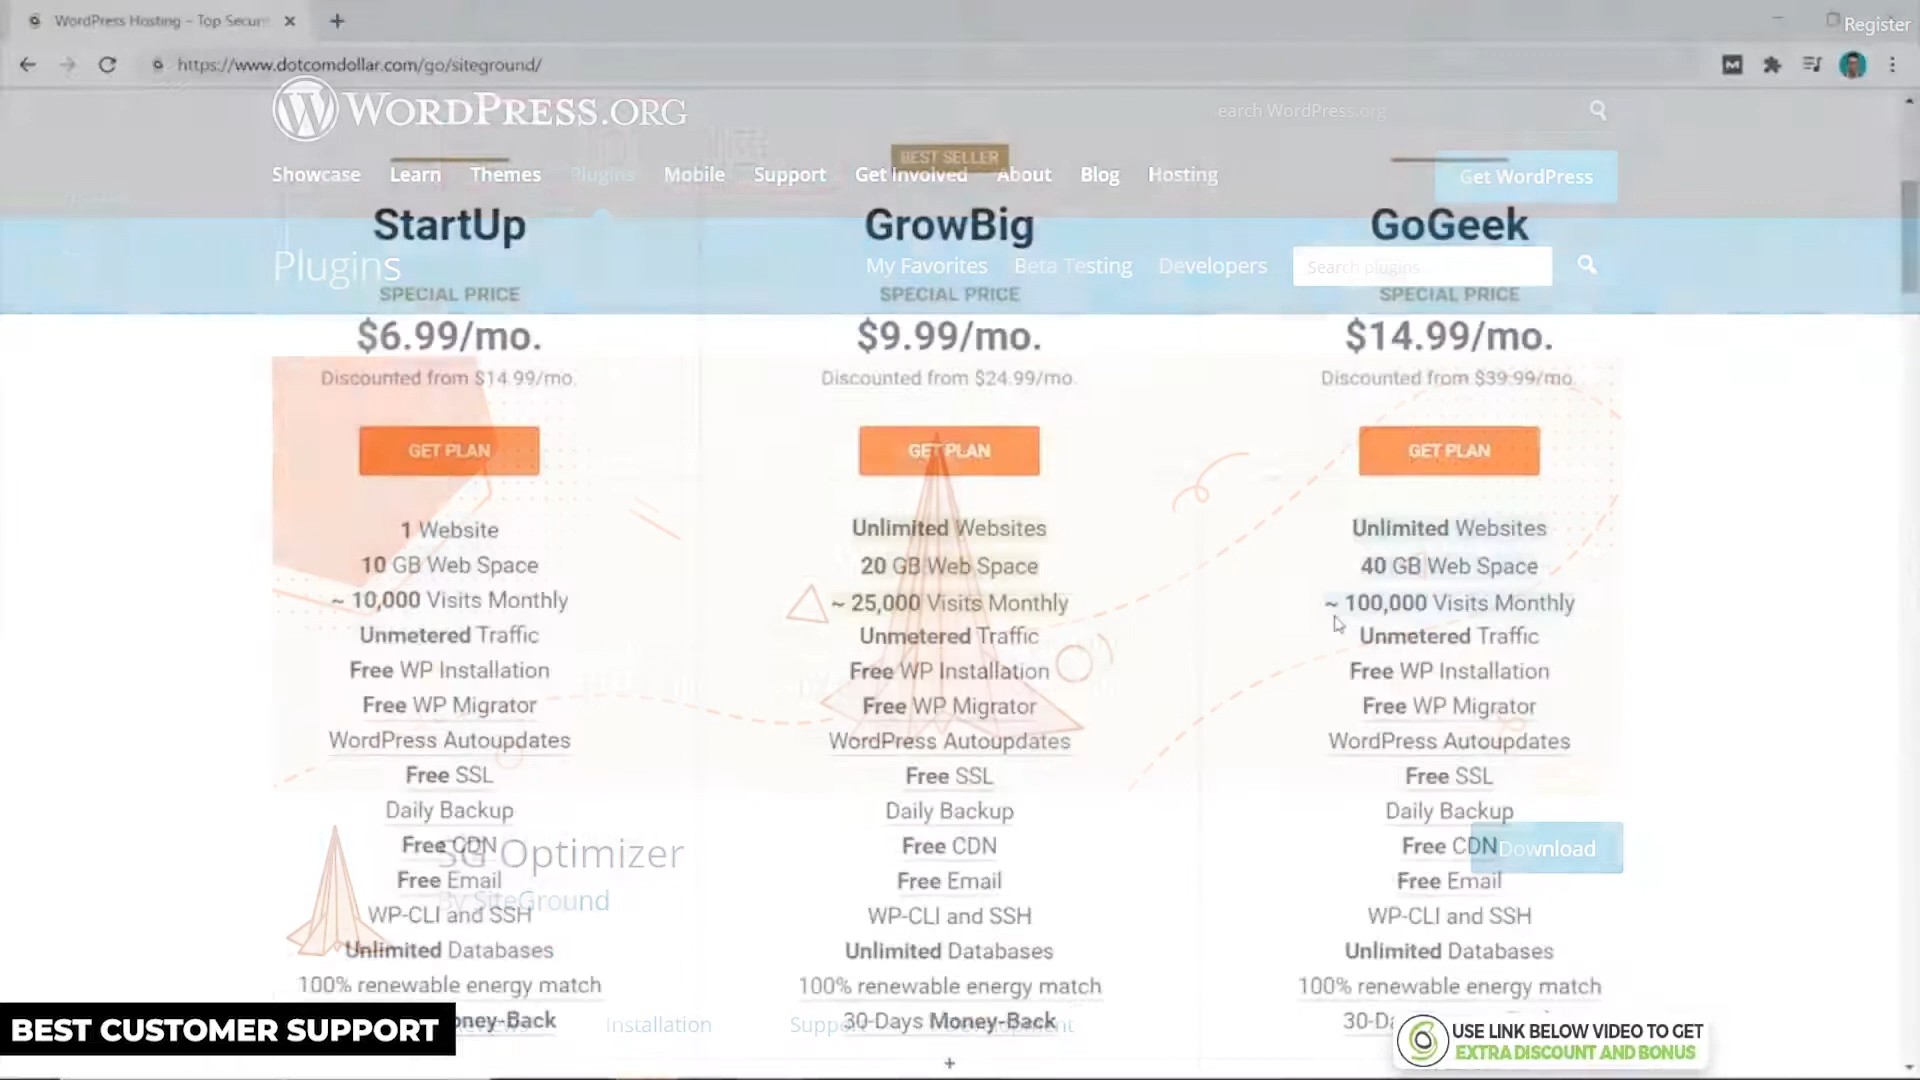 WordPress Hosting – Top Secur
Register
https://www.dotcomdollar.com/go/siteground/
WORDPRESS.ORG
earch WordPress.org
BEST SELLER
Showcase Learn Themes Plugins Mobile Support Get Involved About Blog Hosting
Get WordPress
StartUp GrowBig GoGeek
Plugins
My Favorites Beta Testing Developers
Search plugins
SPECIAL PRICE SPECIAL PRICE SPECIAL PRICE
$6.99/mo. $9.99/mo. $14.99/mo.
Discounted from $14.99/mo. Discounted from $24.99/mo. Discounted from $39.99/mo
GET PLAN GET PLAN GET PLAN
1 Website Unlimited Websites Unlimited Websites
10 GB Web Space 20 GB Web Space 40 GB Web Space
~ 10,000 Visits Monthly ~ 25,000 Visits Monthly ~ 100,000 Visits Monthly
Unmetered Traffic Unmetered Traffic Unmetered Traffic
Free WP Installation Free WP Installation Free WP Installation
Free WP Migrator Free WP Migrator Free WP Migrator
WordPress Autoupdates WordPress Autoupdates WordPress Autoupdates
Free SSL Free SSL Free SSL
Daily Backup Daily Backup Daily Backup
Free CDN Free CDN Free CDN
SG Optimizer
Download
Free Email Free Email Free Email
By SiteGround
WP-CLI and SSH WP-CLI and SSH WP-CLI and SSH
Unlimited Databases Unlimited Databases Unlimited Databases
100% renewable energy match 100% renewable energy match 100% renewable energy match
oney-Back 30-Days Money-Back 30-D
Installation
BEST CUSTOMER SUPPORT
USE LINK BELOW VIDEO TO GET
EXTRA DISCOUNT AND BONUS